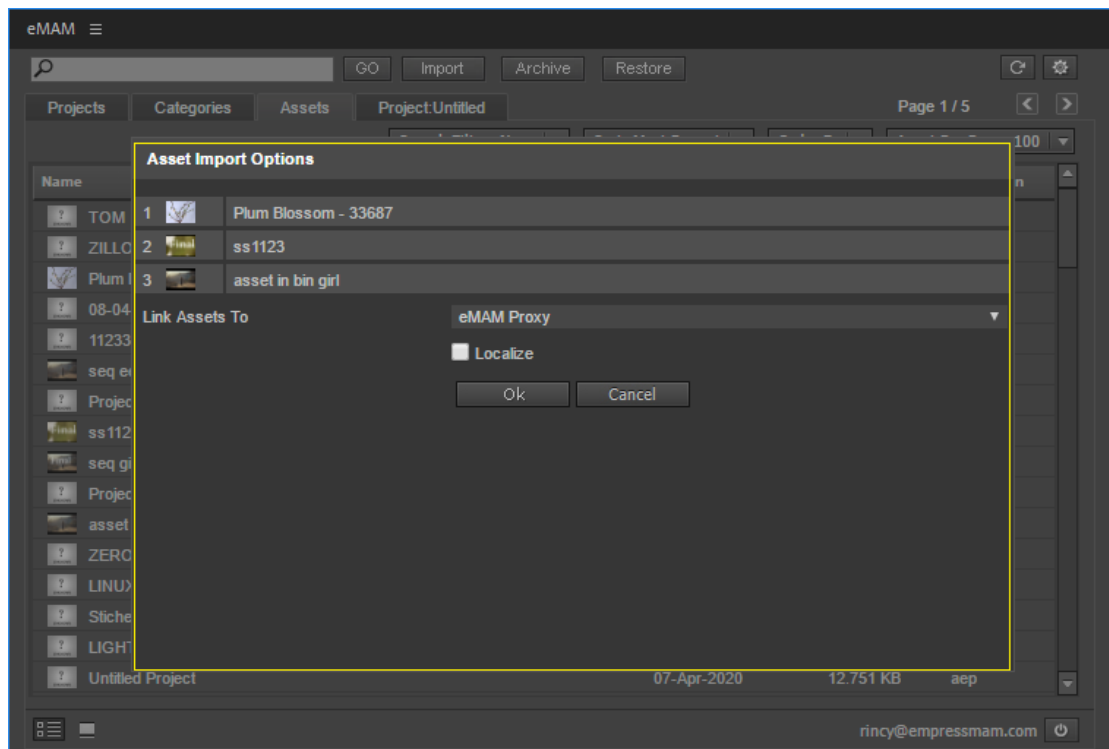 eMAM
GO Import Archive Restore
Projects Categories Assets Project:Untitled Page 1 / 5
100
Asset Import Options
Name n
1 Plum Blossom - 33687
TOM
2 ss1123
ZILLO
3 asset in bin girl
Plum
08-04
Link Assets To eMAM Proxy
11233
Localize
seq
Ok Cancel
Projec
ss112
seq gi
Projec
asset
ZERO
LINUX
Stiche
LIGHT
Untitled Project 07-Apr-2020 12.751 KB aep
rincy@empressmam.com